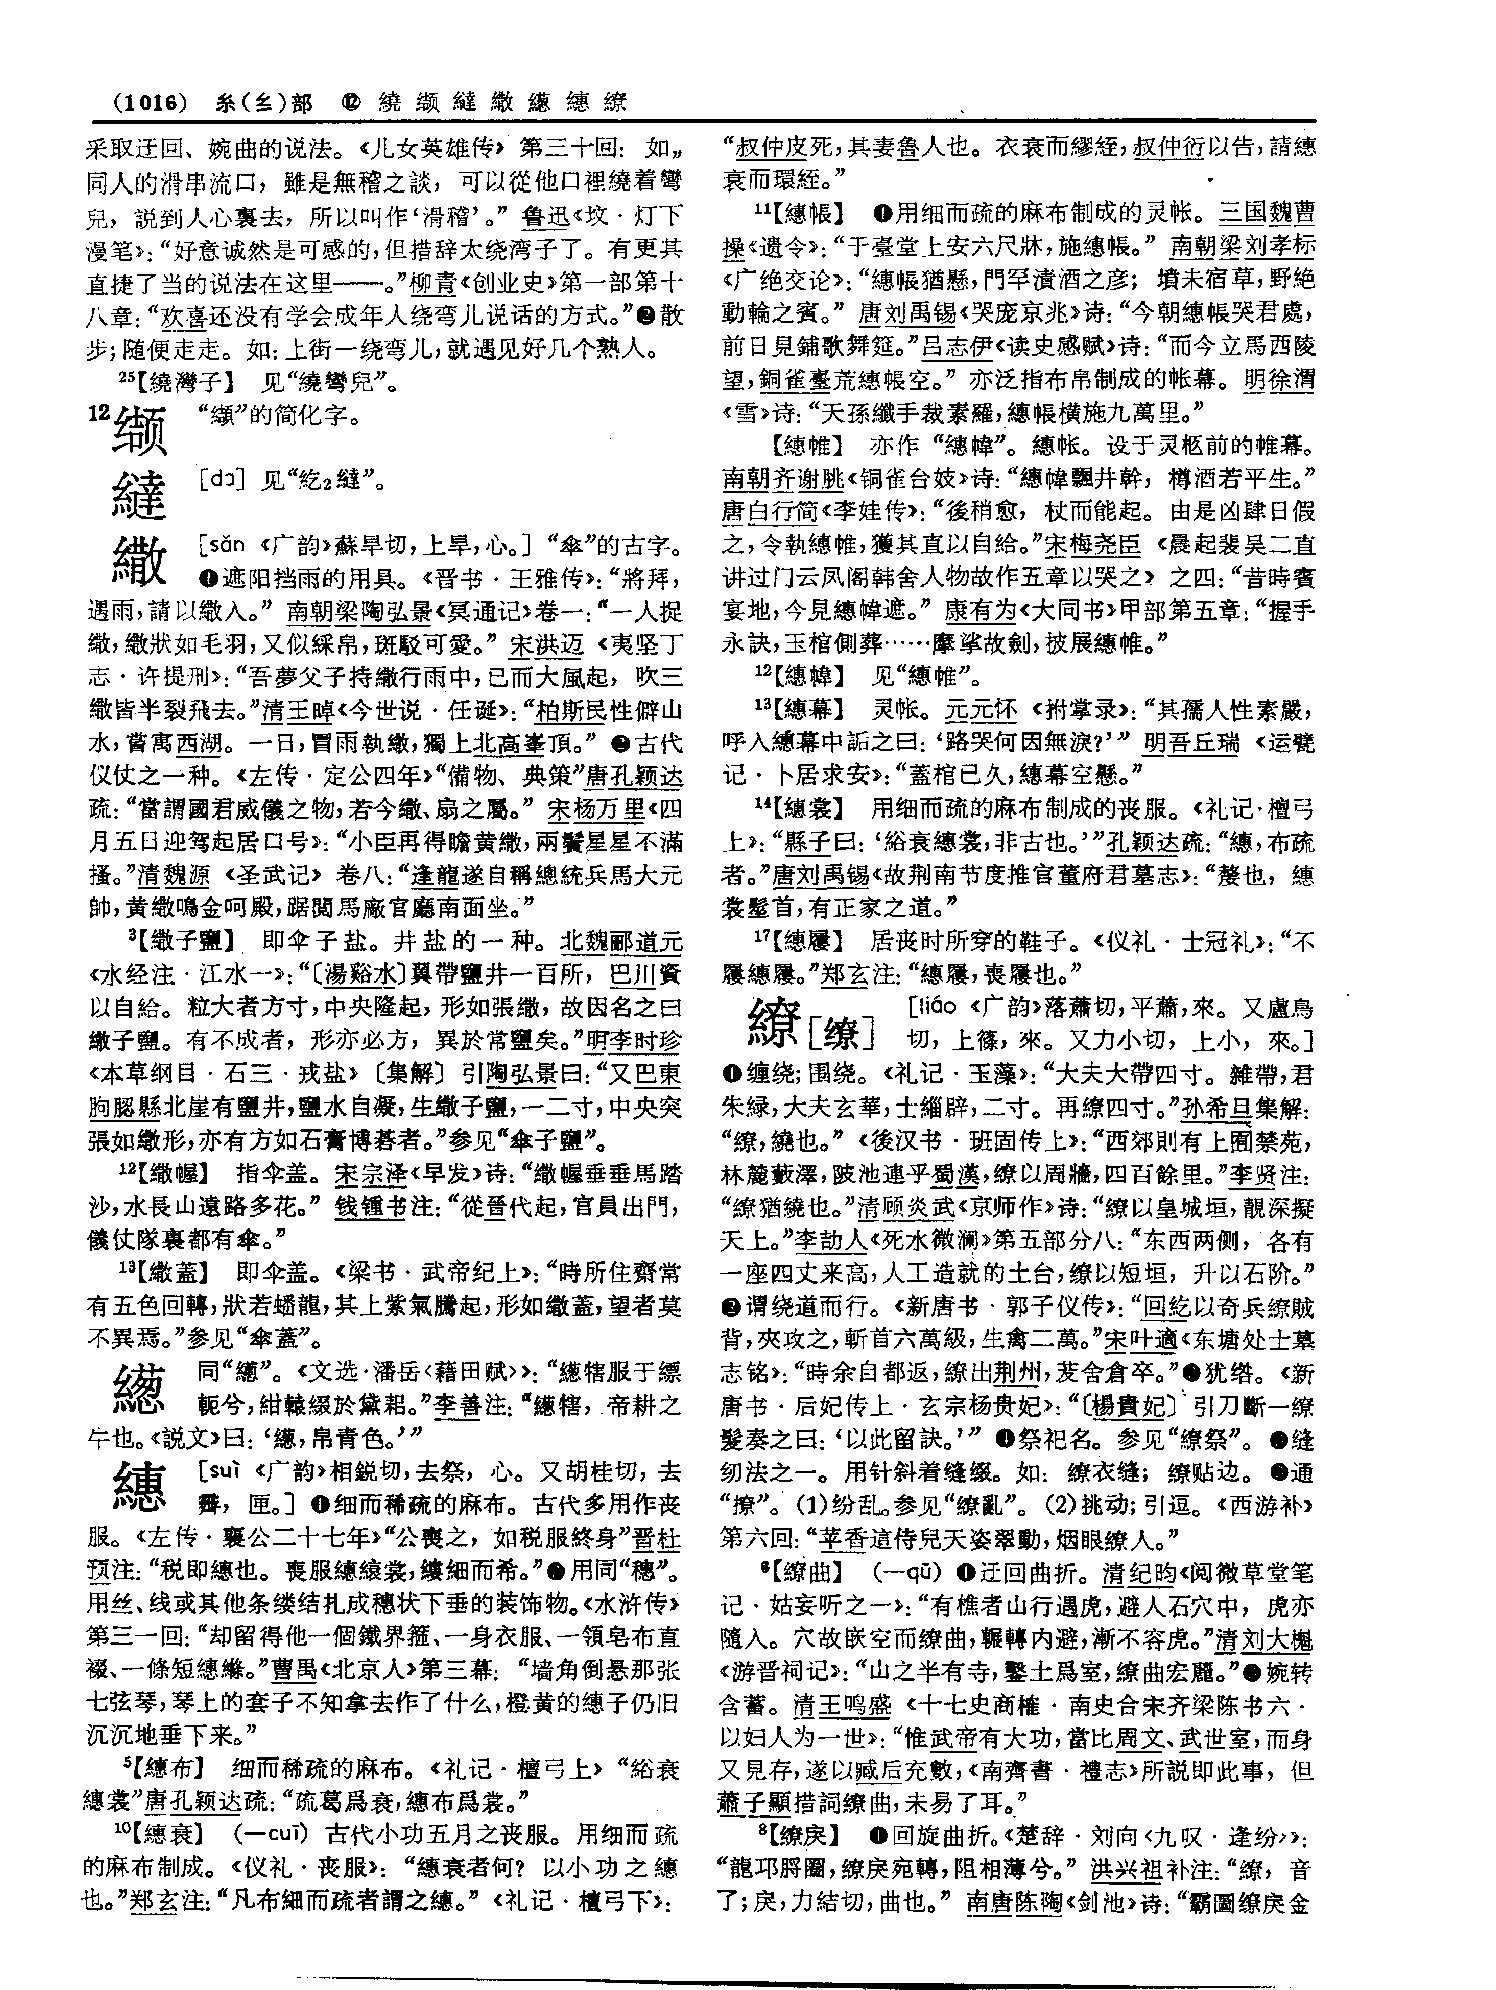 (1016) 糸(纟)部 ⑫ 繞 缬 繨 繖 繱 繐 繚
采取迂回、婉曲的说法。《儿女英雄传》第三十回：如„
同人的滑串流口，雖是無稽之談，可以從他口裡繞着彎
兒，説到人心裏去，所以叫作‘滑稽’。”鲁迅《坟·灯下
漫笔》：“好意诚然是可感的，但措辞太绕湾子了。有更其
直捷了当的说法在这里——。”柳青《创业史》第一部第十
八章：“欢喜还没有学会成年人绕弯儿说话的方式。”❷散
步；随便走走。如：上街一绕弯儿，就遇见好几个熟人。
25【繞灣子】 见“繞彎兒”。
12缬 “纈”的简化字。
繨 [dɔ] 见“纥₂繨”。
繖 [sǎn 《广韵》蘇旱切，上旱，心。]“傘”的古字。
❶遮阳挡雨的用具。《晋书·王雅传》：“將拜，
遇雨，請以繖入。”南朝梁陶弘景《冥通记》卷一：“一人捉
繖，繖狀如毛羽，又似綵帛，斑駁可愛。”宋洪迈《夷坚丁
志·许提刑》：“吾夢父子持繖行雨中，已而大風起，吹三
繖皆半裂飛去。”清王晫《今世说·任诞》：“柏斯民性僻山
水，嘗寓西湖。一日，冒雨執繖，獨上北高峯頂。”❷古代
仪仗之一种。《左传·定公四年》“備物、典策”唐孔颖达
疏：“當謂國君威儀之物，若今繖、扇之屬。”宋杨万里《四
月五日迎驾起居口号》：“小臣再得瞻黄繖，兩鬢星星不滿
搔。”清魏源《圣武记》卷八：“逢龍遂自稱總統兵馬大元
帥，黄繖鳴金呵殿，踞閲馬廠官廳南面坐。”
3【繖子鹽】 即伞子盐。井盐的一种。北魏郦道元
《水经注·江水一》：“〔湯谿水〕翼帶鹽井一百所，巴川資
以自給。粒大者方寸，中央隆起，形如張繖，故因名之曰
繖子鹽。有不成者，形亦必方，異於常鹽矣。”明李时珍
《本草纲目·石三·戎盐》〔集解〕引陶弘景曰：“又巴東
朐䏰縣北崖有鹽井，鹽水自凝，生繖子鹽，一二寸，中央突
張如繖形，亦有方如石膏博碁者。”参见“傘子鹽”。
12【繖幄】 指伞盖。宋宗泽《早发》诗：“繖幄垂垂馬踏
沙，水長山遠路多花。”钱锺书注：“從晉代起，官員出門，
儀仗隊裏都有傘。”
13【繖蓋】 即伞盖。《梁书·武帝纪上》：“時所住齋常
有五色回轉，狀若蟠龍，其上紫氣騰起，形如繖蓋，望者莫
不異焉。”参见“傘蓋”。
繱 同“繱”。《文选·潘岳〈藉田赋〉》：“繱犗服于縹
軛兮，紺轅綴於黛耜。”李善注：“繱犗，帝耕之
牛也。《説文》曰：‘繱，帛青色。’”
繐 [suì 《广韵》相鋭切，去祭，心。又胡桂切，去
霽，匣。]❶细而稀疏的麻布。古代多用作丧
服。《左传·襄公二十七年》“公喪之，如税服終身”晋杜
预注：“税即繐也。喪服繐縗裳，縷細而希。”❷用同“穗”。
用丝、线或其他条缕结扎成穗状下垂的装饰物。《水浒传》
第三一回：“却留得他一個鐵界箍、一身衣服、一領皂布直
裰、一條短繐縧。”曹禺《北京人》第三幕：“墙角倒悬那张
七弦琴，琴上的套子不知拿去作了什么，橙黄的繐子仍旧
沉沉地垂下来。”
5【繐布】 细而稀疏的麻布。《礼记·檀弓上》“綌衰
繐裳”唐孔颖达疏：“疏葛爲衰，繐布爲裳。”
10【繐衰】 （—cuī）古代小功五月之丧服。用细而疏
的麻布制成。《仪礼·丧服》：“繐衰者何？以小功之繐
也。”郑玄注：“凡布細而疏者謂之繐。”《礼记·檀弓下》：
“叔仲皮死，其妻魯人也。衣衰而繆絰，叔仲衍以告，請繐
衰而環絰。”
11【繐帳】 ❶用细而疏的麻布制成的灵帐。三国魏曹
操《遗令》：“于臺堂上安六尺牀，施繐帳。”南朝梁刘孝标
《广绝交论》：“繐帳猶懸，門罕漬酒之彦；墳未宿草，野絶
動輪之賓。”唐刘禹锡《哭庞京兆》诗：“今朝繐帳哭君處，
前日見鋪歌舞筵。”吕志伊《读史感赋》诗：“而今立馬西陵
望，銅雀臺荒繐帳空。”亦泛指布帛制成的帐幕。明徐渭
《雪》诗：“天孫纖手裁素羅，繐帳横施九萬里。”
【繐帷】 亦作“繐幃”。繐帐。设于灵柩前的帷幕。
南朝齐谢朓《铜雀台妓》诗：“繐幃飄井幹，樽酒若平生。”
唐白行简《李娃传》：“後稍愈，杖而能起。由是凶肆日假
之，令執繐帷，獲其直以自給。”宋梅尧臣《晨起裴吴二直
讲过门云凤阁韩舍人物故作五章以哭之》之四：“昔時賓
宴地，今見繐幃遮。”康有为《大同书》甲部第五章：“握手
永訣，玉棺側葬……摩挲故劍，披展繐帷。”
12【繐幃】 见“繐帷”。
13【繐幕】 灵帐。元元怀《拊掌录》：“其孺人性素嚴，
呼入繐幕中詬之曰：‘路哭何因無淚？’”明吾丘瑞《运甓
记·卜居求安》：“蓋棺已久，繐幕空懸。”
14【繐裳】 用细而疏的麻布制成的丧服。《礼记·檀弓
上》：“縣子曰：‘綌衰繐裳，非古也。’”孔颖达疏：“繐，布疏
者。”唐刘禹锡《故荆南节度推官董府君墓志》：“嫠也，繐
裳髽首，有正家之道。”
17【繐屨】 居丧时所穿的鞋子。《仪礼·士冠礼》：“不
屨繐屨。”郑玄注：“繐屨，喪屨也。”
繚［缭］ [liáo 《广韵》落蕭切，平蕭，來。又盧鳥
切，上篠，來。又力小切，上小，來。]
❶缠绕；围绕。《礼记·玉藻》：“大夫大帶四寸。雜帶，君
朱緑，大夫玄華，士緇辟，二寸。再繚四寸。”孙希旦集解：
“繚，繞也。”《後汉书·班固传上》：“西郊則有上囿禁苑，
林麓藪澤，陂池連乎蜀漢，繚以周牆，四百餘里。”李贤注：
“繚猶繞也。”清顾炎武《京师作》诗：“繚以皇城垣，靚深擬
天上。”李劼人《死水微澜》第五部分八：“东西两侧，各有
一座四丈来高，人工造就的土台，缭以短垣，升以石阶。”
❷谓绕道而行。《新唐书·郭子仪传》：“回紇以奇兵繚賊
背，夾攻之，斬首六萬級，生禽二萬。”宋叶適《东塘处士墓
志铭》：“時余自都返，繚出荆州，茇舍倉卒。”❸犹绺。《新
唐书·后妃传上·玄宗杨贵妃》：“〔楊貴妃〕引刀斷一繚
髮奏之曰：‘以此留訣。’”❹祭祀名。参见“繚祭”。❺缝
纫法之一。用针斜着缝缀。如：缭衣缝；缭贴边。❻通
“撩”。(1)纷乱。参见“繚亂”。(2)挑动；引逗。《西游补》
第六回：“苹香這侍兒天姿翠動，烟眼繚人。”
6【繚曲】 （—qū）❶迂回曲折。清纪昀《阅微草堂笔
记·姑妄听之一》：“有樵者山行遇虎，避入石穴中，虎亦
隨入。穴故嵌空而繚曲，輾轉内避，漸不容虎。”清刘大櫆
《游晋祠记》：“山之半有寺，鑿土爲室，繚曲宏麗。”❷婉转
含蓄。清王鸣盛《十七史商榷·南史合宋齐梁陈书六·
以妇人为一世》：“惟武帝有大功，當比周文、武世室，而身
又見存，遂以臧后充數，《南齊書·禮志》所説即此事，但
蕭子顯措詞繚曲，未易了耳。”
8【繚戾】 ❶回旋曲折。《楚辞·刘向〈九叹·逢纷〉》：
“龍邛脟圈，繚戾宛轉，阻相薄兮。”洪兴祖补注：“繚，音
了；戾，力結切，曲也。”南唐陈陶《剑池》诗：“霸圖繚戾金